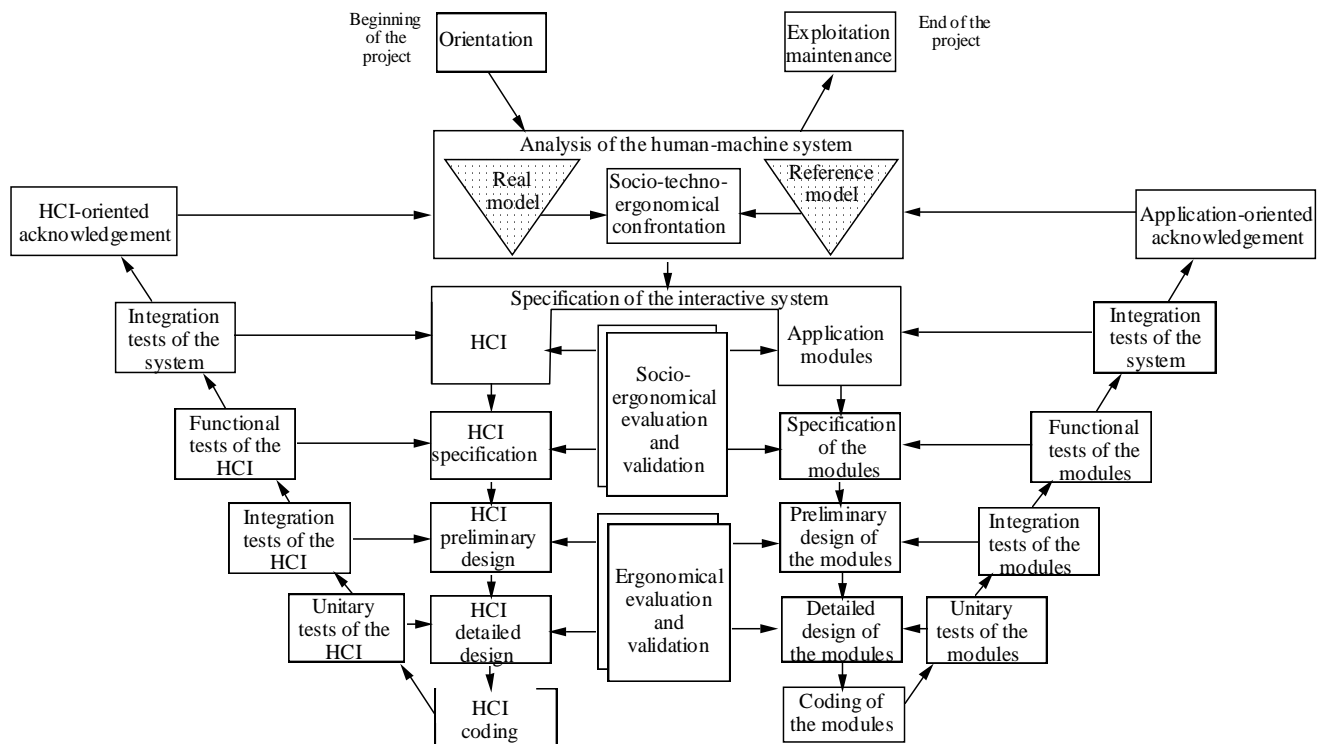 Beginning
of the
project
Orientation
Exploitation
maintenance
End of the
project
Analysis of the human-machine system
Real
model
Socio-techno-
ergonomical
confrontation
Reference
model
HCI-oriented
acknowledgement
Application-oriented
acknowledgement
Specification of the interactive system
Integration
tests of the
system
HCI
Application
modules
Integration
tests of the
system
Socio-
ergonomical
evaluation
and
validation
Functional
tests of the
HCI
HCI
specification
Specification
of the
modules
Functional
tests of the
modules
Integration
tests of the
HCI
HCI
preliminary
design
Preliminary
design of
the modules
Integration
tests of the
modules
Ergonomical
evaluation
and
validation
Unitary
tests of the
HCI
HCI
detailed
design
Detailed
design of
the modules
Unitary
tests of the
modules
HCI
coding
Coding of
the modules